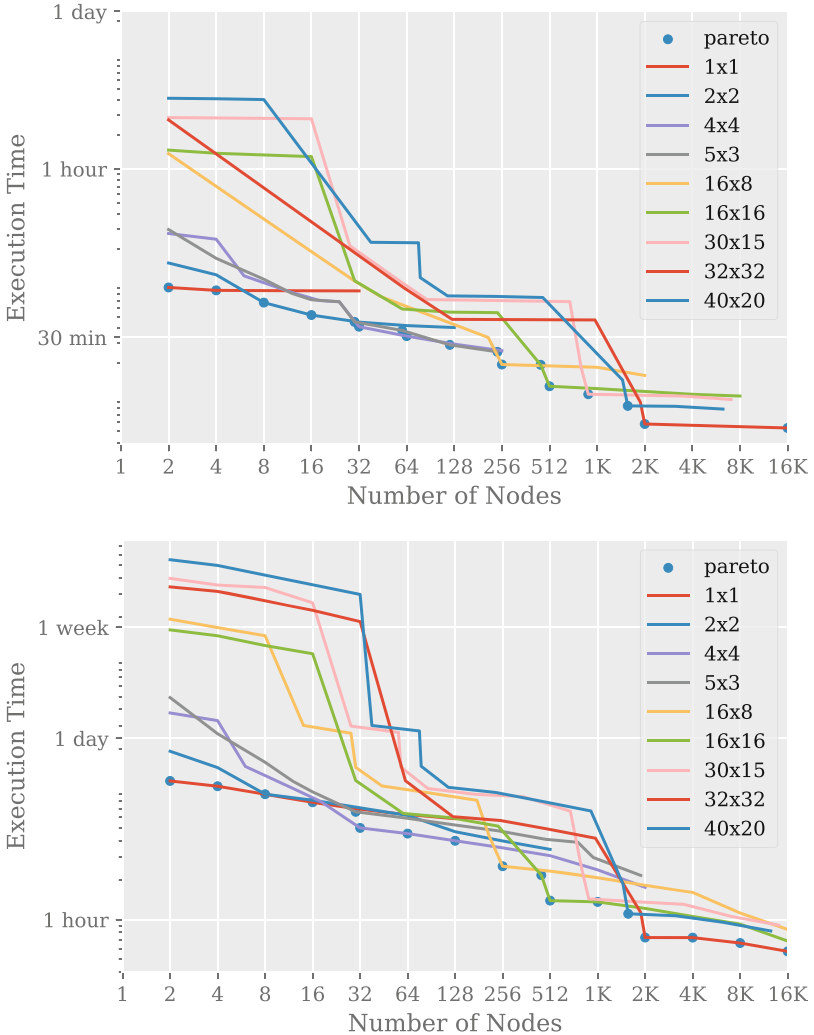 1 day
1 hour
30 min
Execution Time
pareto
1x1
2x2
4x4
5x3
16x8
16x16
30x15
32x32
40x20
1 2 4 8 16 32 64 128 256 512 1K 2K 4K 8K 16K
Number of Nodes
1 week
1 day
1 hour
Execution Time
pareto
1x1
2x2
4x4
5x3
16x8
16x16
30x15
32x32
40x20
1 2 4 8 16 32 64 128 256 512 1K 2K 4K 8K 16K
Number of Nodes